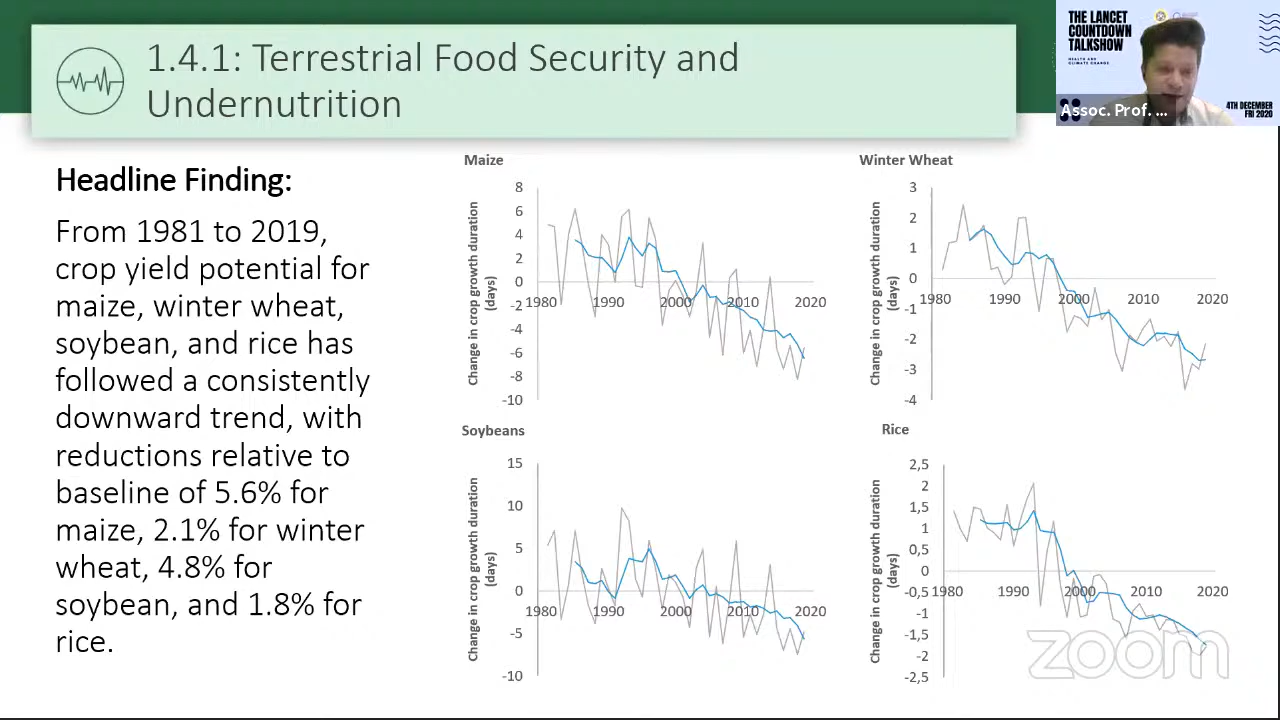 1.4.1: Terrestrial Food Security and
Undernutrition
THE LANCET
COUNTDOWN
TALKSHOW
HEALTH AND
CLIMATE CHANGE
4TH DECEMBER
FRI 2020
Assoc. Prof. ...
Headline Finding:
From 1981 to 2019,
crop yield potential for
maize, winter wheat,
soybean, and rice has
followed a consistently
downward trend, with
reductions relative to
baseline of 5.6% for
maize, 2.1% for winter
wheat, 4.8% for
soybean, and 1.8% for
rice.
Maize
Change in crop growth duration
(days)
8
6
4
2
0
-2
-4
-6
-8
-10
1980 1990 2000 2010 2020
Winter Wheat
Change in crop growth duration
(days)
3
2
1
0
-1
-2
-3
-4
1980 1990 2000 2010 2020
Soybeans
Change in crop growth duration
(days)
15
10
5
0
-5
-10
1980 1990 2000 2010 2020
Rice
Change in crop growth duration
(days)
2,5
2
1,5
1
0,5
0
-0,5
-1
-1,5
-2
-2,5
1980 1990 2000 2010 2020
zoom